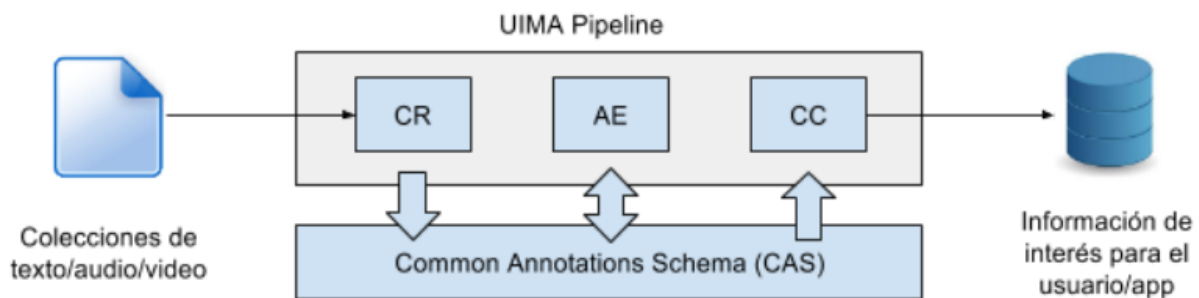 UIMA Pipeline
CR
AE
CC
Colecciones de
texto/audio/video
Common Annotations Schema (CAS)
Información de
interés para el
usuario/app